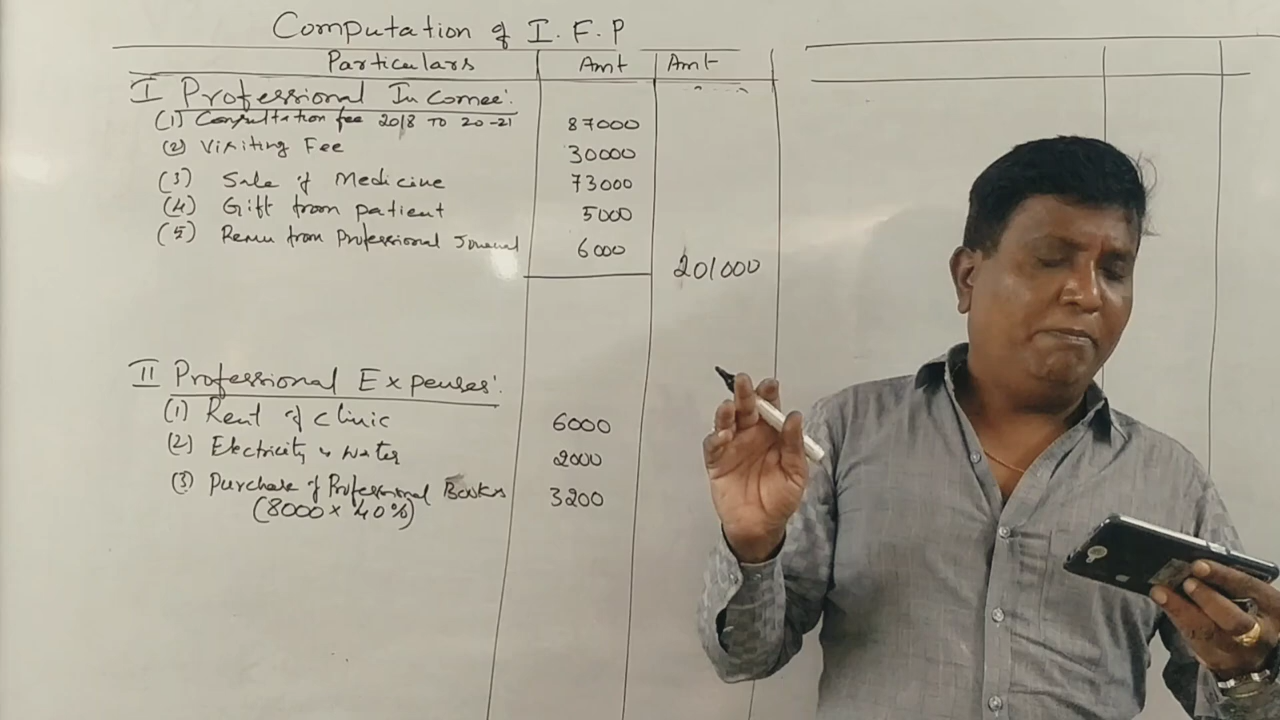 Computation of I. F. P
Particulars Amt Amt
I Professional Incomee:
(1) Consultation fee 2018 TO 20-21 87000
(2) Visiting Fee 30000
(3) Sale of Medicine 73000
(4) Gift from patient 5000
(5) Remu from Professional Journal 6000
201000
II Professional Expenses:
(1) Rent of clinic 6000
(2) Electricity & Water 2000
(3) Purchase of Professional Books 3200
(8000 × 40%)